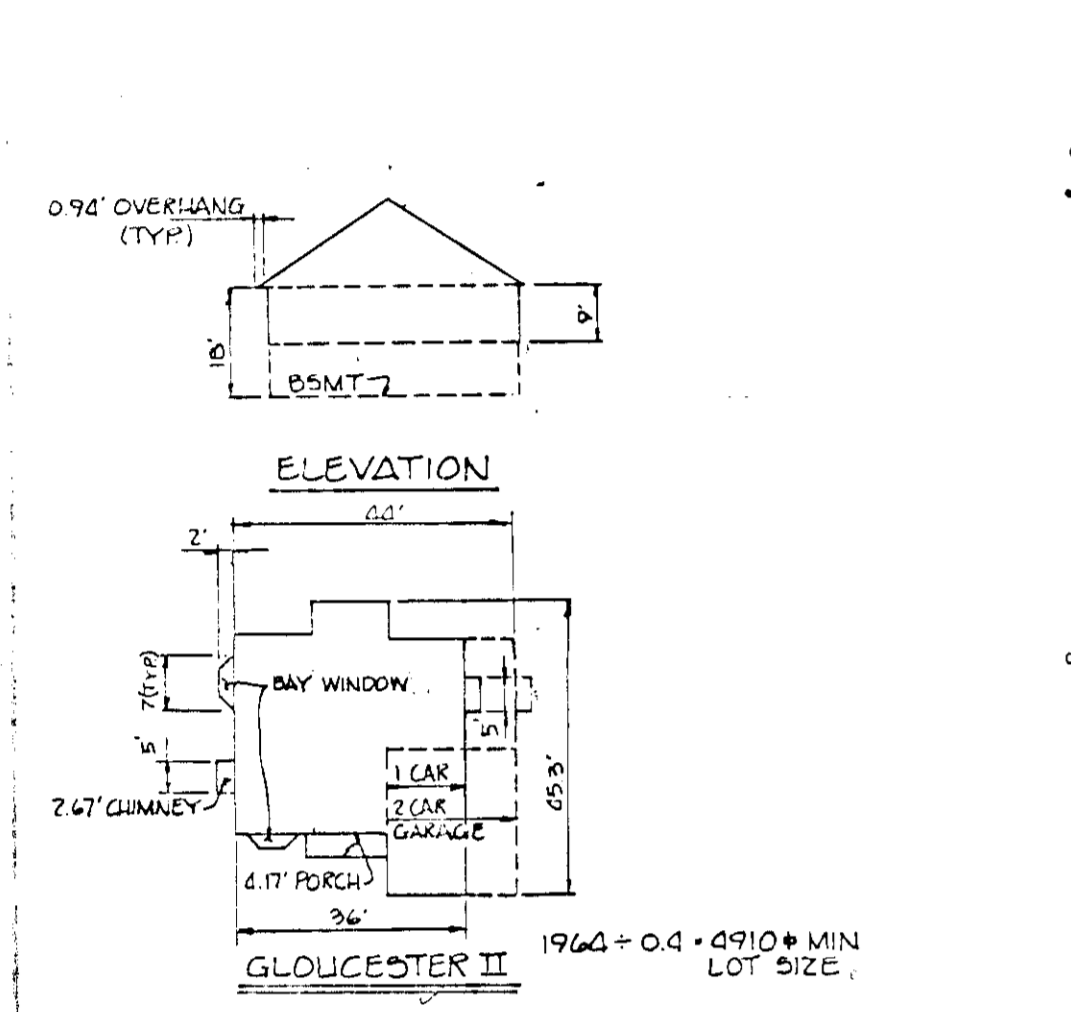 0.94' OVERHANG
(TYP.)
18'
9'
BSMT
ELEVATION
44'
2'
7(TYP.)
BAY WINDOW
5'
5'
1 CAR
2.67' CHIMNEY
2 CAR
GARAGE
45.3'
4.17' PORCH
36'
1964 ÷ 0.4 = 4910 MIN
LOT SIZE
GLOUCESTER II